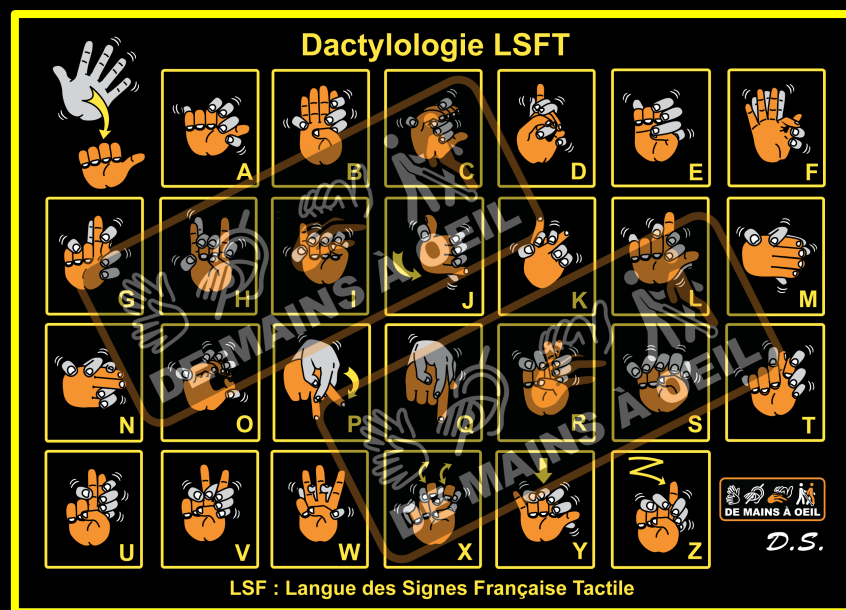 Dactylologie LSFT
A B C D E F
G H I J K L M
N O P Q R S T
U V W X Y Z
DE MAINS À OEIL
DE MAINS À OEIL
DE MAINS À OEIL
D.S.
LSF : Langue des Signes Française Tactile